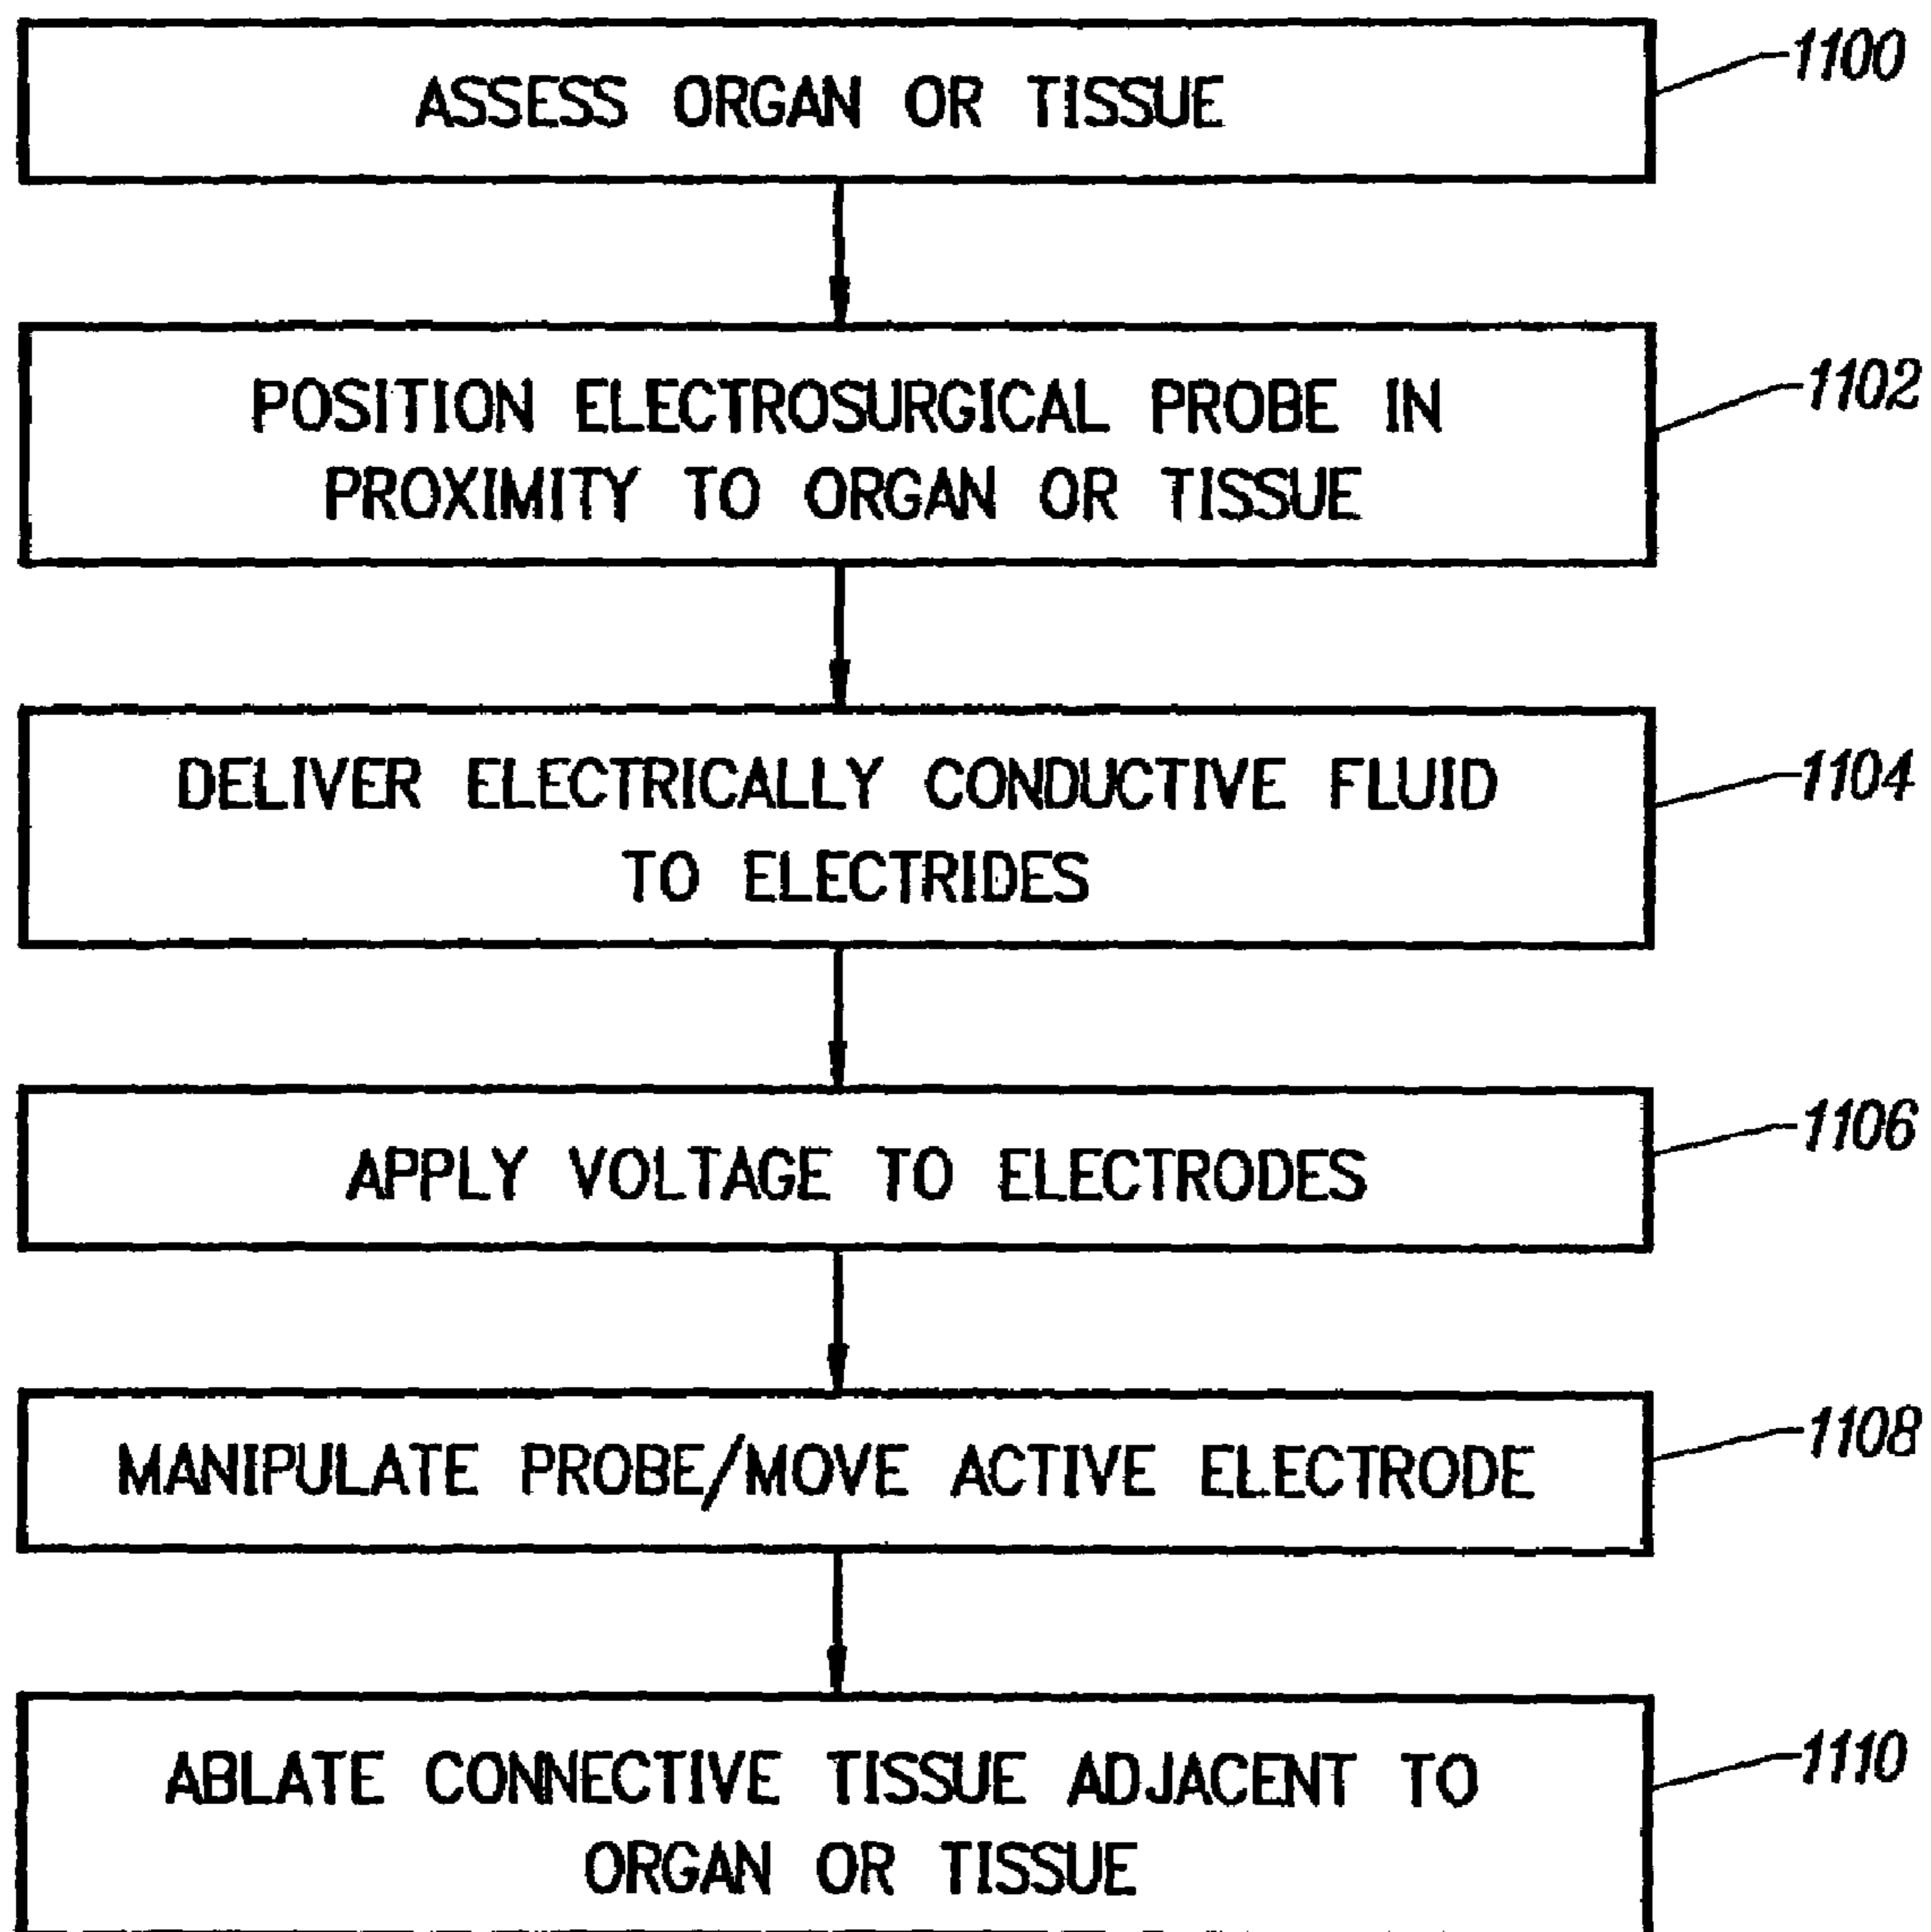 ASSESS ORGAN OR TISSUE
1100
POSITION ELECTROSURGICAL PROBE IN
PROXIMITY TO ORGAN OR TISSUE
1102
DELIVER ELECTRICALLY CONDUCTIVE FLUID
TO ELECTRIDES
1104
APPLY VOLTAGE TO ELECTRODES
1106
MANIPULATE PROBE/MOVE ACTIVE ELECTRODE
1108
ABLATE CONNECTIVE TISSUE ADJACENT TO
ORGAN OR TISSUE
1110